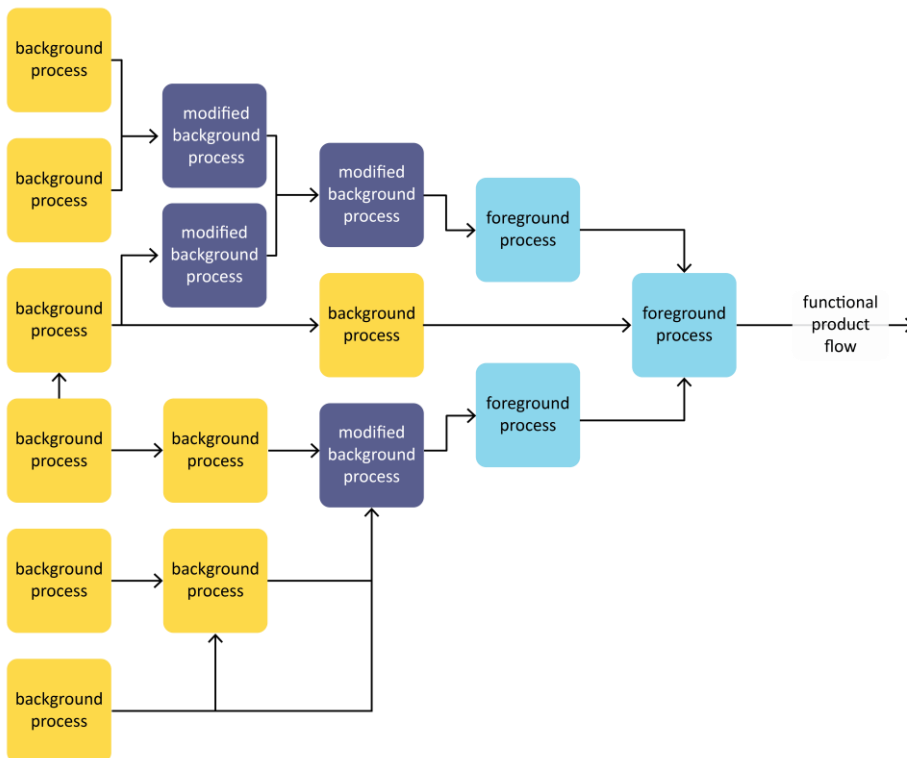 background
process
background
process
modified
background
process
modified
background
process
modified
background
process
foreground
process
background
process
background
process
foreground
process
functional
product
flow
background
process
background
process
modified
background
process
foreground
process
background
process
background
process
background
process